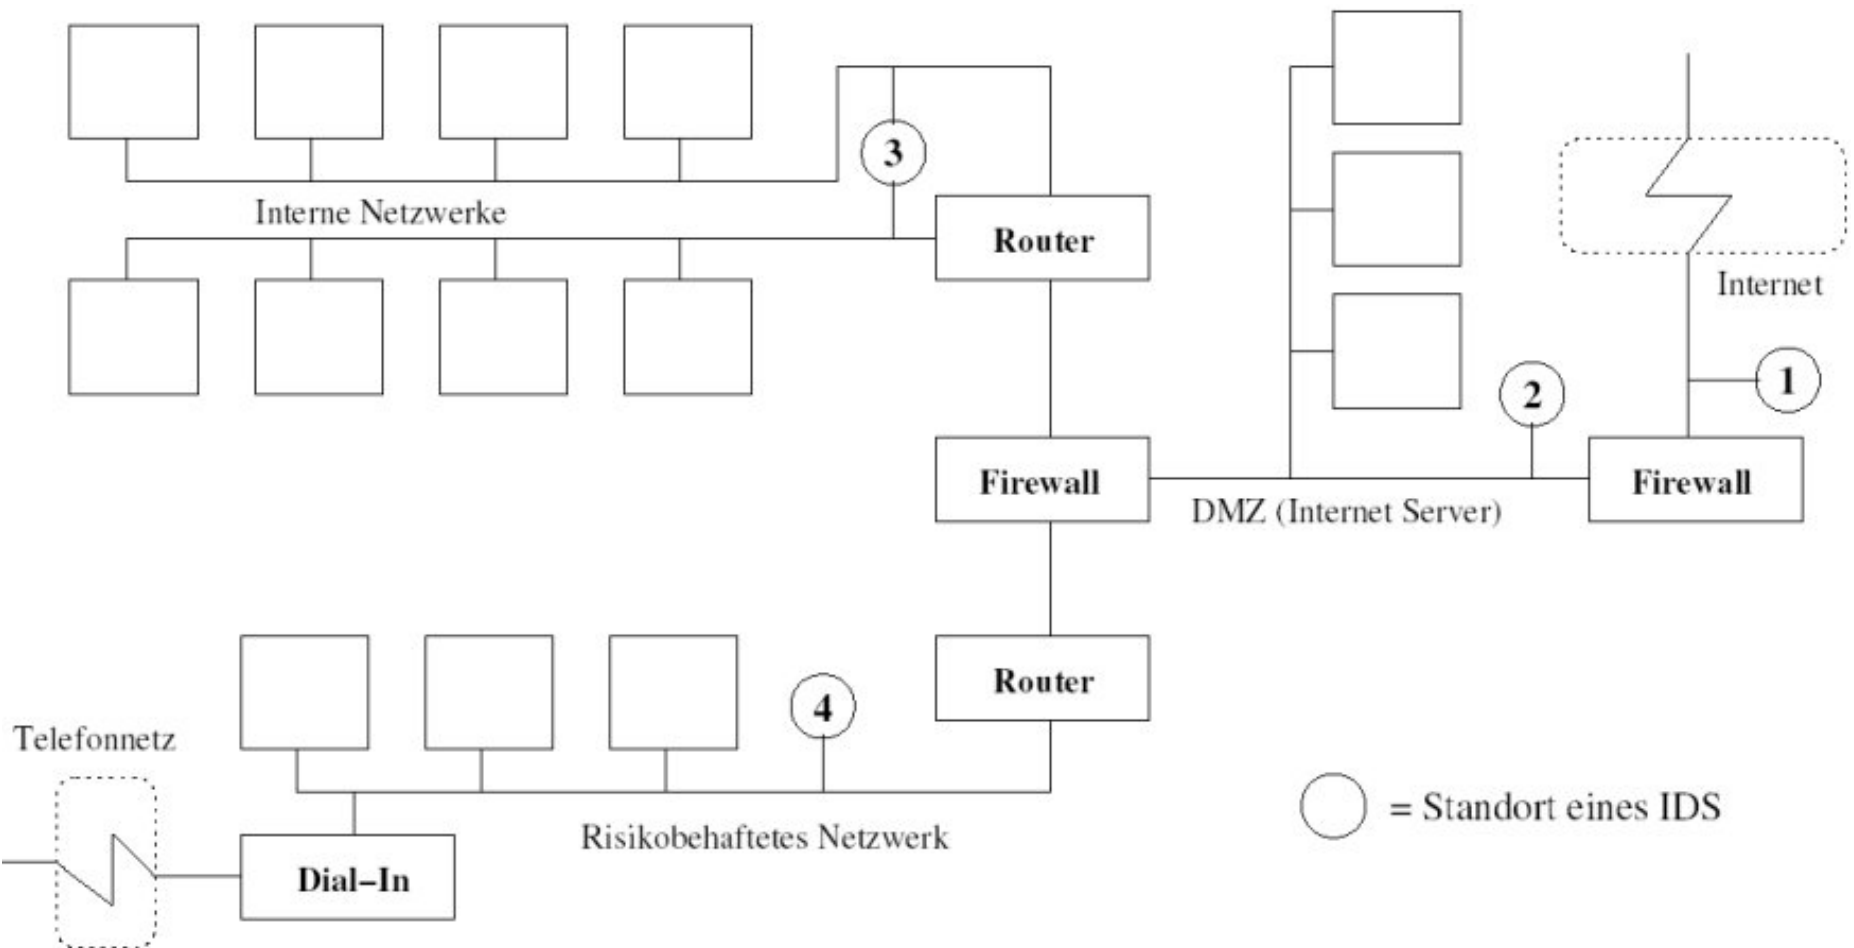 3
Interne Netzwerke
Router
Internet
1
2
Firewall
Firewall
DMZ (Internet Server)
Router
4
Telefonnetz
= Standort eines IDS
Risikobehaftetes Netzwerk
Dial–In